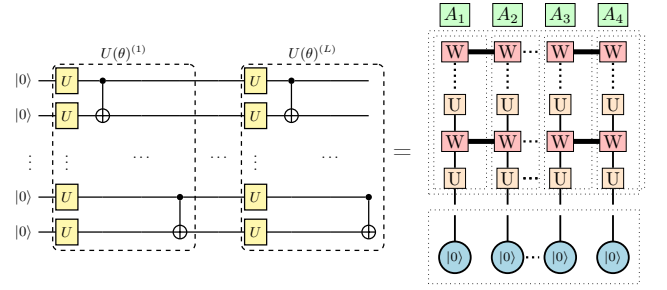 A₁ A₂ A₃ A₄
U(θ)⁽¹⁾ U(θ)⁽ᴸ⁾
W W ... W W
|0⟩ U U
|0⟩ U U
U U U U
⋮ ⋮ ⋮ ... ... ⋮ ... =
W W ... W W
U U ... U U
|0⟩ U U
|0⟩ U U
|0⟩ |0⟩ ... |0⟩ |0⟩